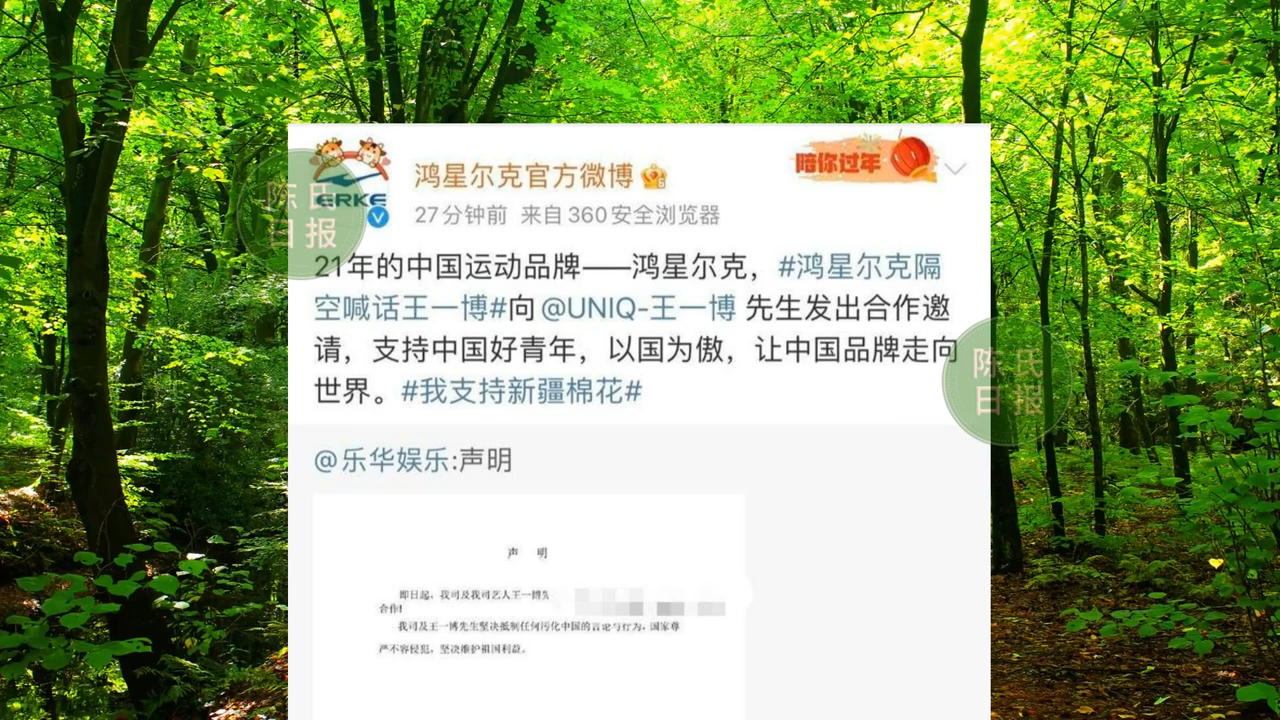 鸿星尔克官方微博
陪你过年
ERKE
27分钟前 来自360安全浏览器
陈氏
日报
21年的中国运动品牌——鸿星尔克，#鸿星尔克隔
空喊话王一博#向@UNIQ-王一博 先生发出合作邀
请，支持中国好青年，以国为傲，让中国品牌走向
世界。#我支持新疆棉花#
陈氏
日报
@乐华娱乐:声明
声 明
即日起，我司及我司艺人王一博
合作!
我司及王一博先生坚决抵制任何污化中国的言论与行为，国家尊
严不容侵犯，坚决维护祖国利益。